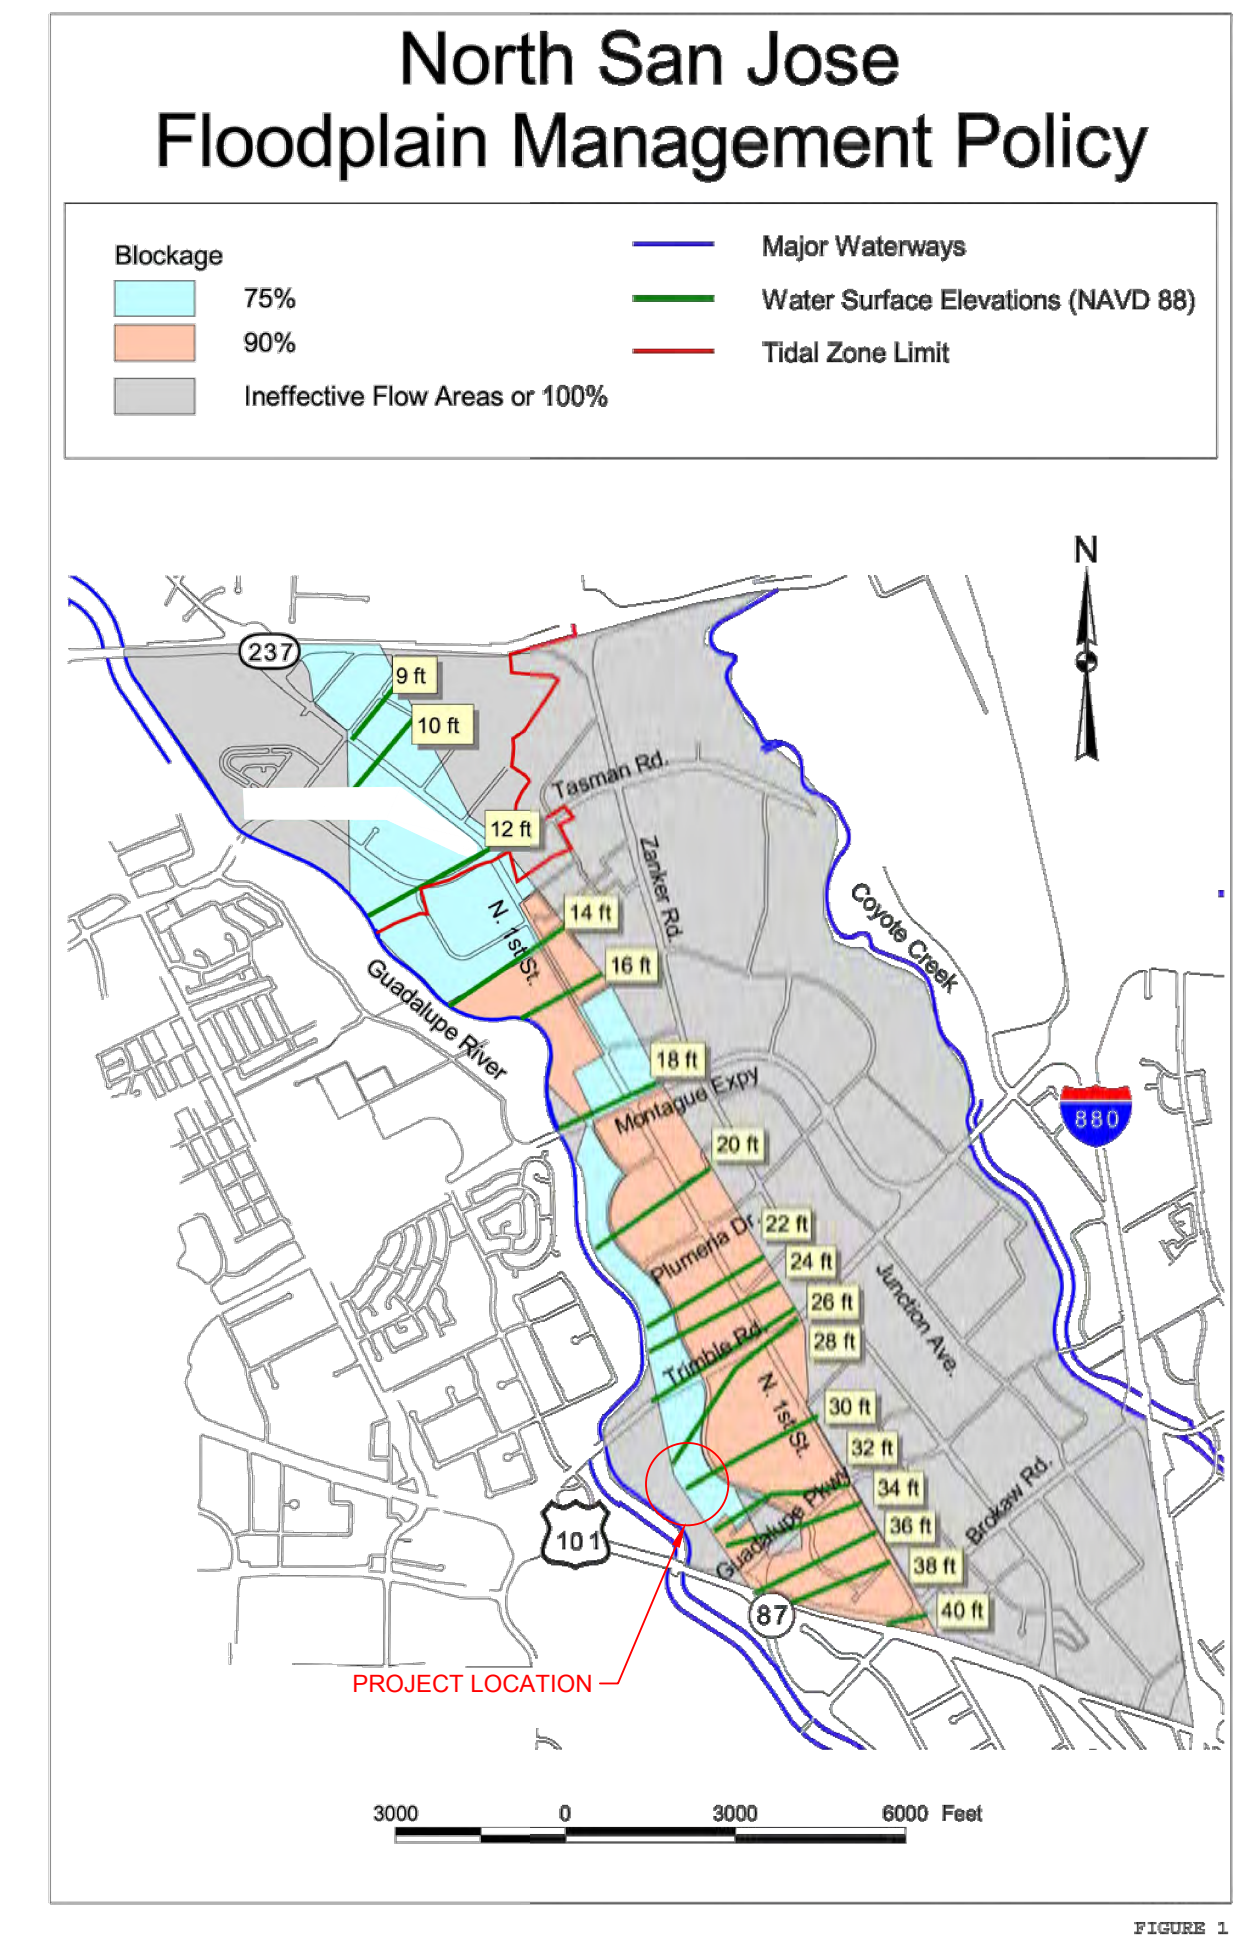 North San Jose
Floodplain Management Policy
Blockage
75%
90%
Ineffective Flow Areas or 100%
Major Waterways
Water Surface Elevations (NAVD 88)
Tidal Zone Limit
N
237
9 ft
10 ft
Tasman Rd.
12 ft
Zanker Rd.
14 ft
N. 1st St.
Coyote Creek
16 ft
Guadalupe River
18 ft
Montague Expy
880
20 ft
22 ft
Plumeria Dr.
24 ft
26 ft
Junction Ave.
28 ft
Trimble Rd.
N. 1st St.
30 ft
32 ft
34 ft
Guadalupe Pkwy
Brokaw Rd.
36 ft
101
38 ft
40 ft
87
PROJECT LOCATION
3000 0 3000 6000 Feet
FIGURE 1